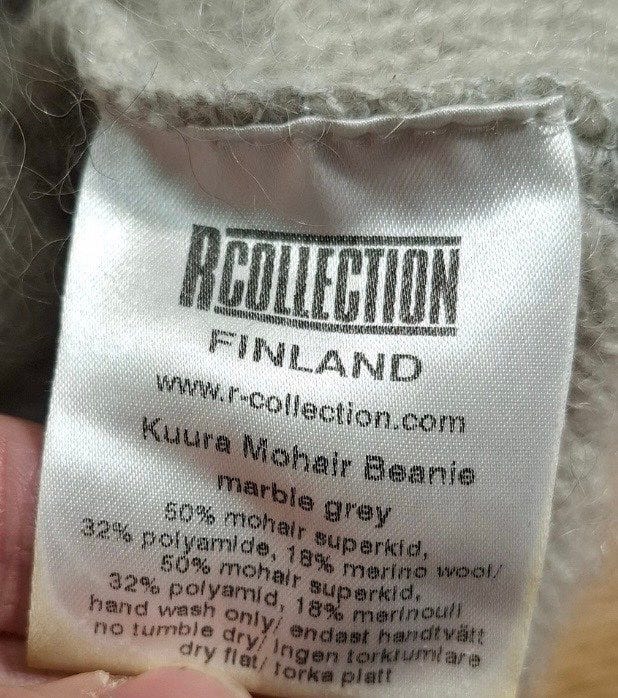 RCOLLECTION
FINLAND
www.r-collection.com
Kuura Mohair Beanie
marble grey
50% mohair superkid,
32% polyamide, 18% merino wool/
50% mohair superkid,
32% polyamid, 18% merinoull
hand wash only/ endast handtvätt
no tumble dry/ ingen torktumlare
dry flat/ torka platt